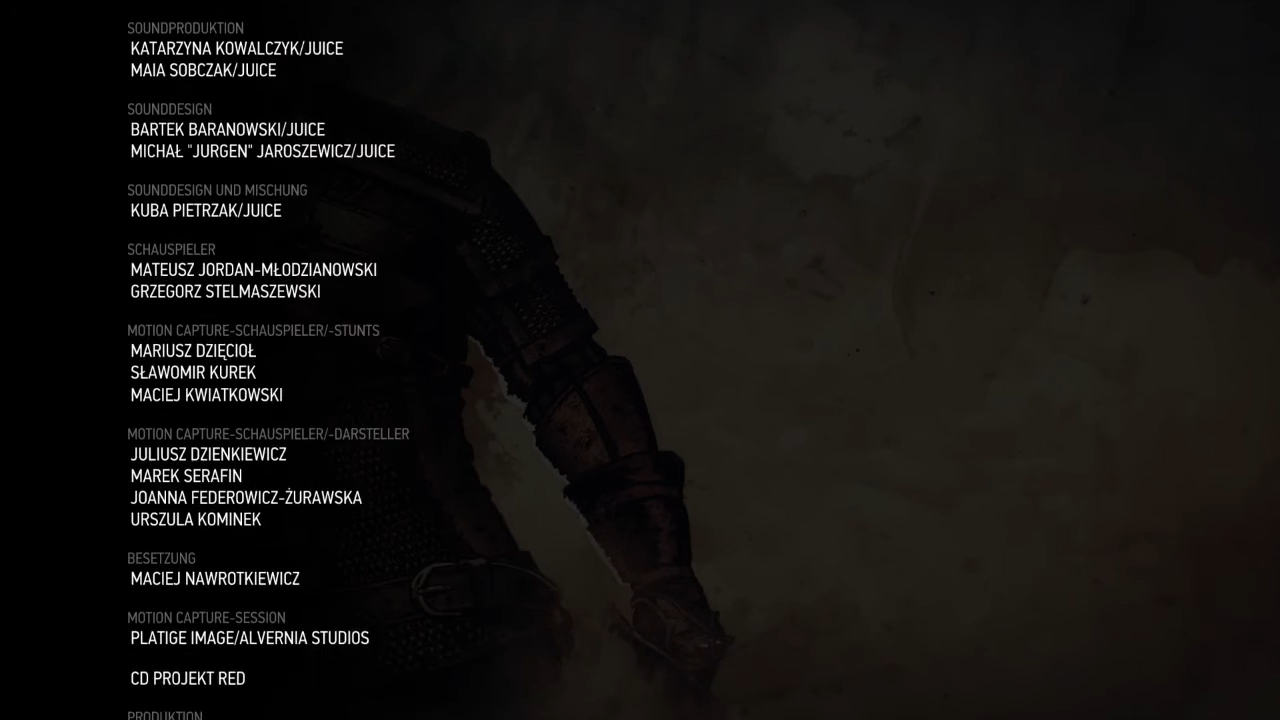 SOUNDPRODUKTION
KATARZYNA KOWALCZYK/JUICE
MAIA SOBCZAK/JUICE
SOUNDDESIGN
BARTEK BARANOWSKI/JUICE
MICHAŁ "JURGEN" JAROSZEWICZ/JUICE
SOUNDDESIGN UND MISCHUNG
KUBA PIETRZAK/JUICE
SCHAUSPIELER
MATEUSZ JORDAN-MŁODZIANOWSKI
GRZEGORZ STELMASZEWSKI
MOTION CAPTURE-SCHAUSPIELER/-STUNTS
MARIUSZ DZIĘCIOŁ
SŁAWOMIR KUREK
MACIEJ KWIATKOWSKI
MOTION CAPTURE-SCHAUSPIELER/-DARSTELLER
JULIUSZ DZIENKIEWICZ
MAREK SERAFIN
JOANNA FEDEROWICZ-ŻURAWSKA
URSZULA KOMINEK
BESETZUNG
MACIEJ NAWROTKIEWICZ
MOTION CAPTURE-SESSION
PLATIGE IMAGE/ALVERNIA STUDIOS
CD PROJEKT RED
PRODUKTION